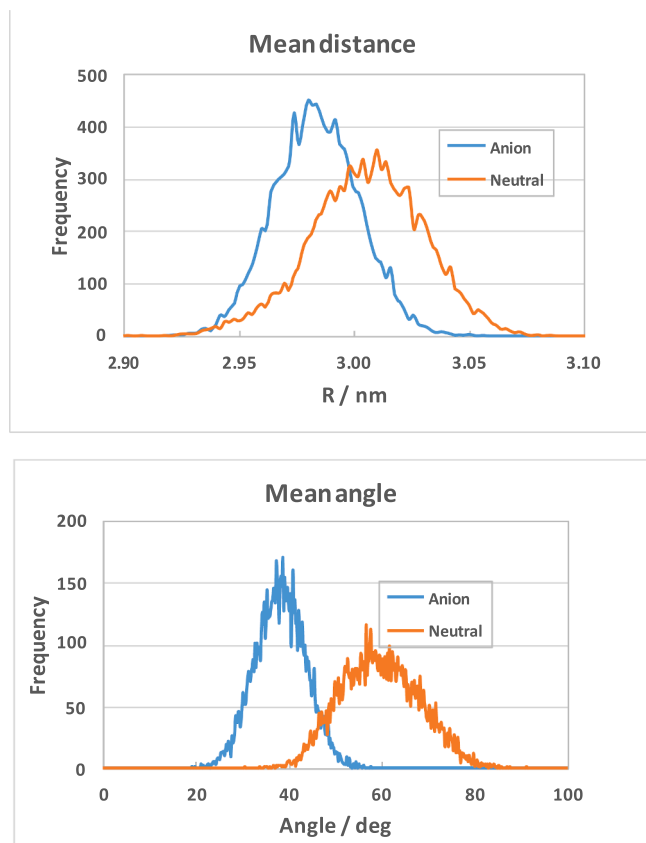 Mean distance
500
400
300
200
100
0
Frequency
Anion
Neutral
2.90 2.95 3.00 3.05 3.10
R / nm
Mean angle
200
150
100
50
0
Frequency
Anion
Neutral
0 20 40 60 80 100
Angle / deg